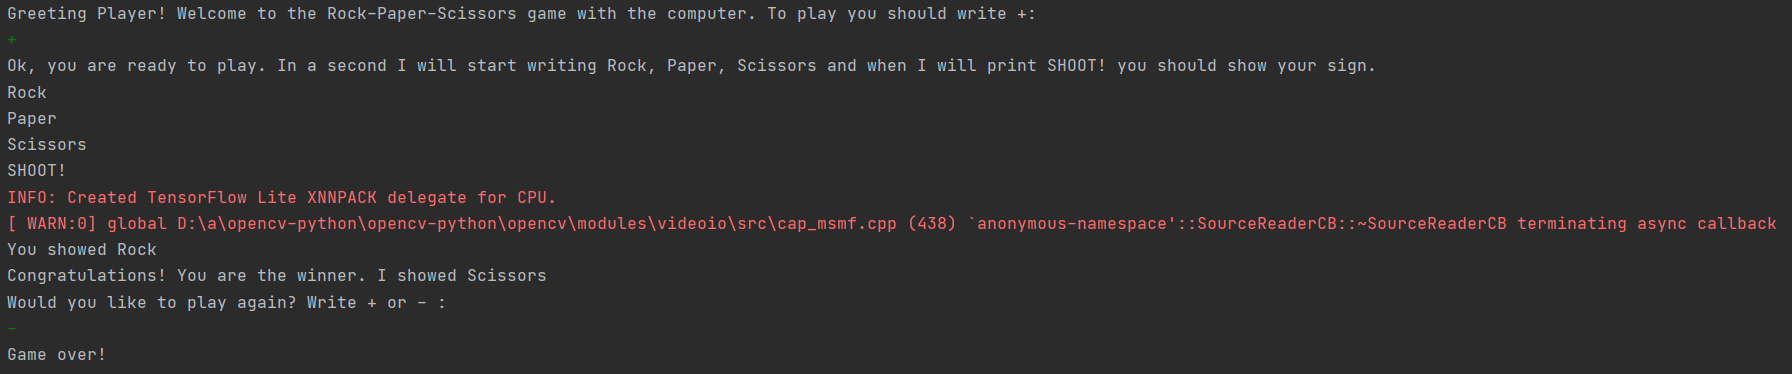 Greeting Player! Welcome to the Rock-Paper-Scissors game with the computer. To play you should write +:
+
Ok, you are ready to play. In a second I will start writing Rock, Paper, Scissors and when I will print SHOOT! you should show your sign.
Rock
Paper
Scissors
SHOOT!
INFO: Created TensorFlow Lite XNNPACK delegate for CPU.
[ WARN:0] global D:\a\opencv-python\opencv-python\opencv\modules\videoio\src\cap_msmf.cpp (438) `anonymous-namespace'::SourceReaderCB::~SourceReaderCB terminating async callback
You showed Rock
Congratulations! You are the winner. I showed Scissors
Would you like to play again? Write + or - :
-
Game over!